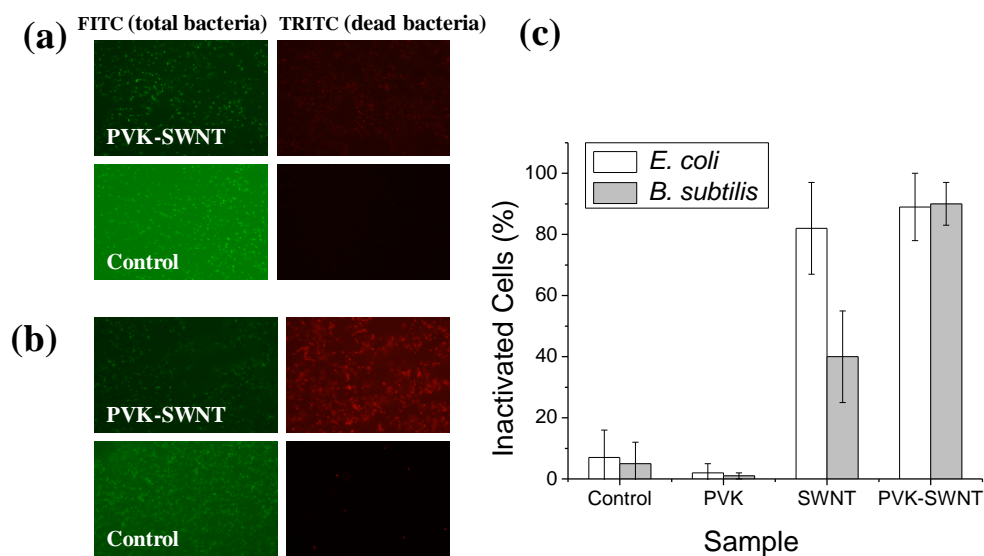 (a)
FITC (total bacteria)
TRITC (dead bacteria)
PVK-SWNT
Control
(b)
PVK-SWNT
Control
(c)
E. coli
B. subtilis
Inactivated Cells (%)
100
80
60
40
20
0
Control PVK SWNT PVK-SWNT
Sample